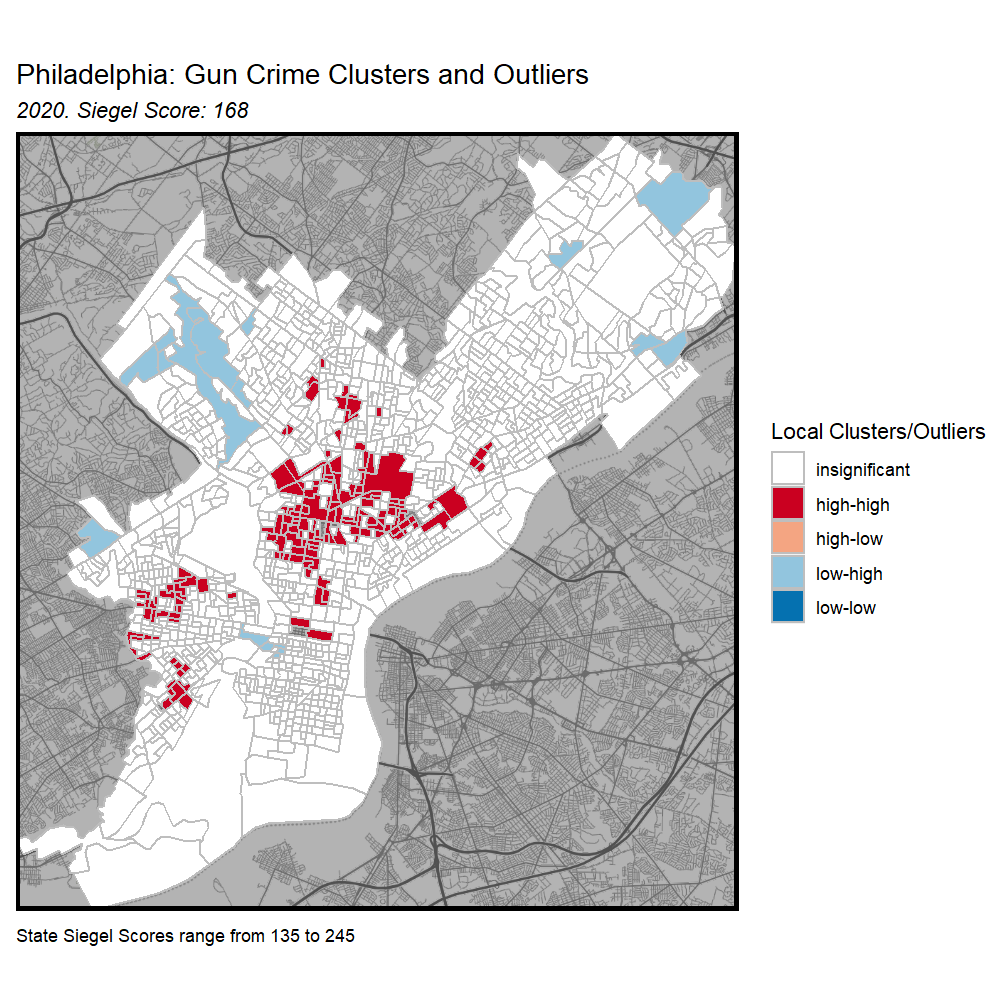 Philadelphia: Gun Crime Clusters and Outliers
2020. Siegel Score: 168
Local Clusters/Outliers
insignificant
high-high
high-low
low-high
low-low
State Siegel Scores range from 135 to 245